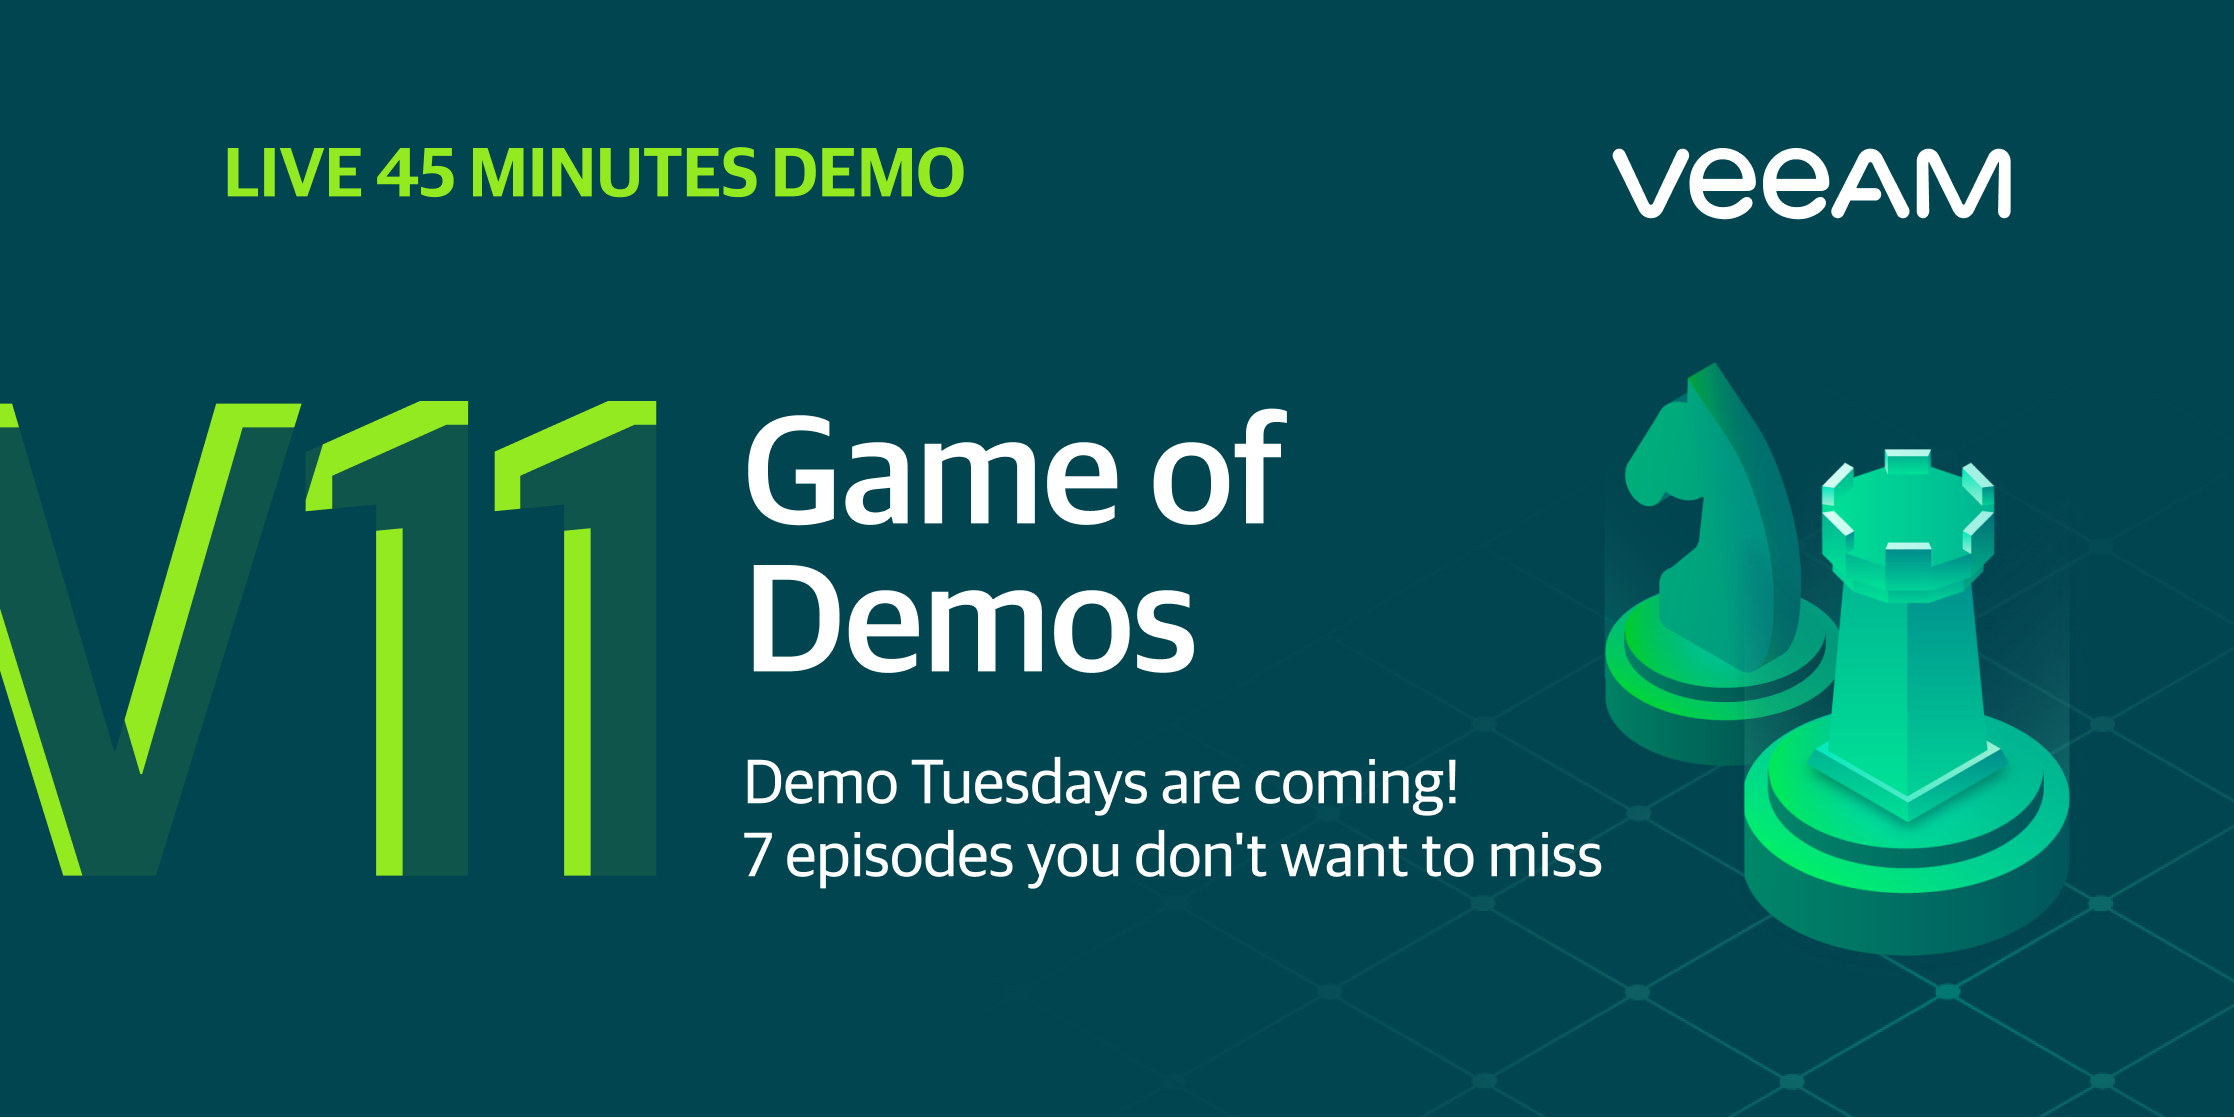 LIVE 45 MINUTES DEMO
veeAM
V11
Game of
Demos
Demo Tuesdays are coming!
7 episodes you don't want to miss